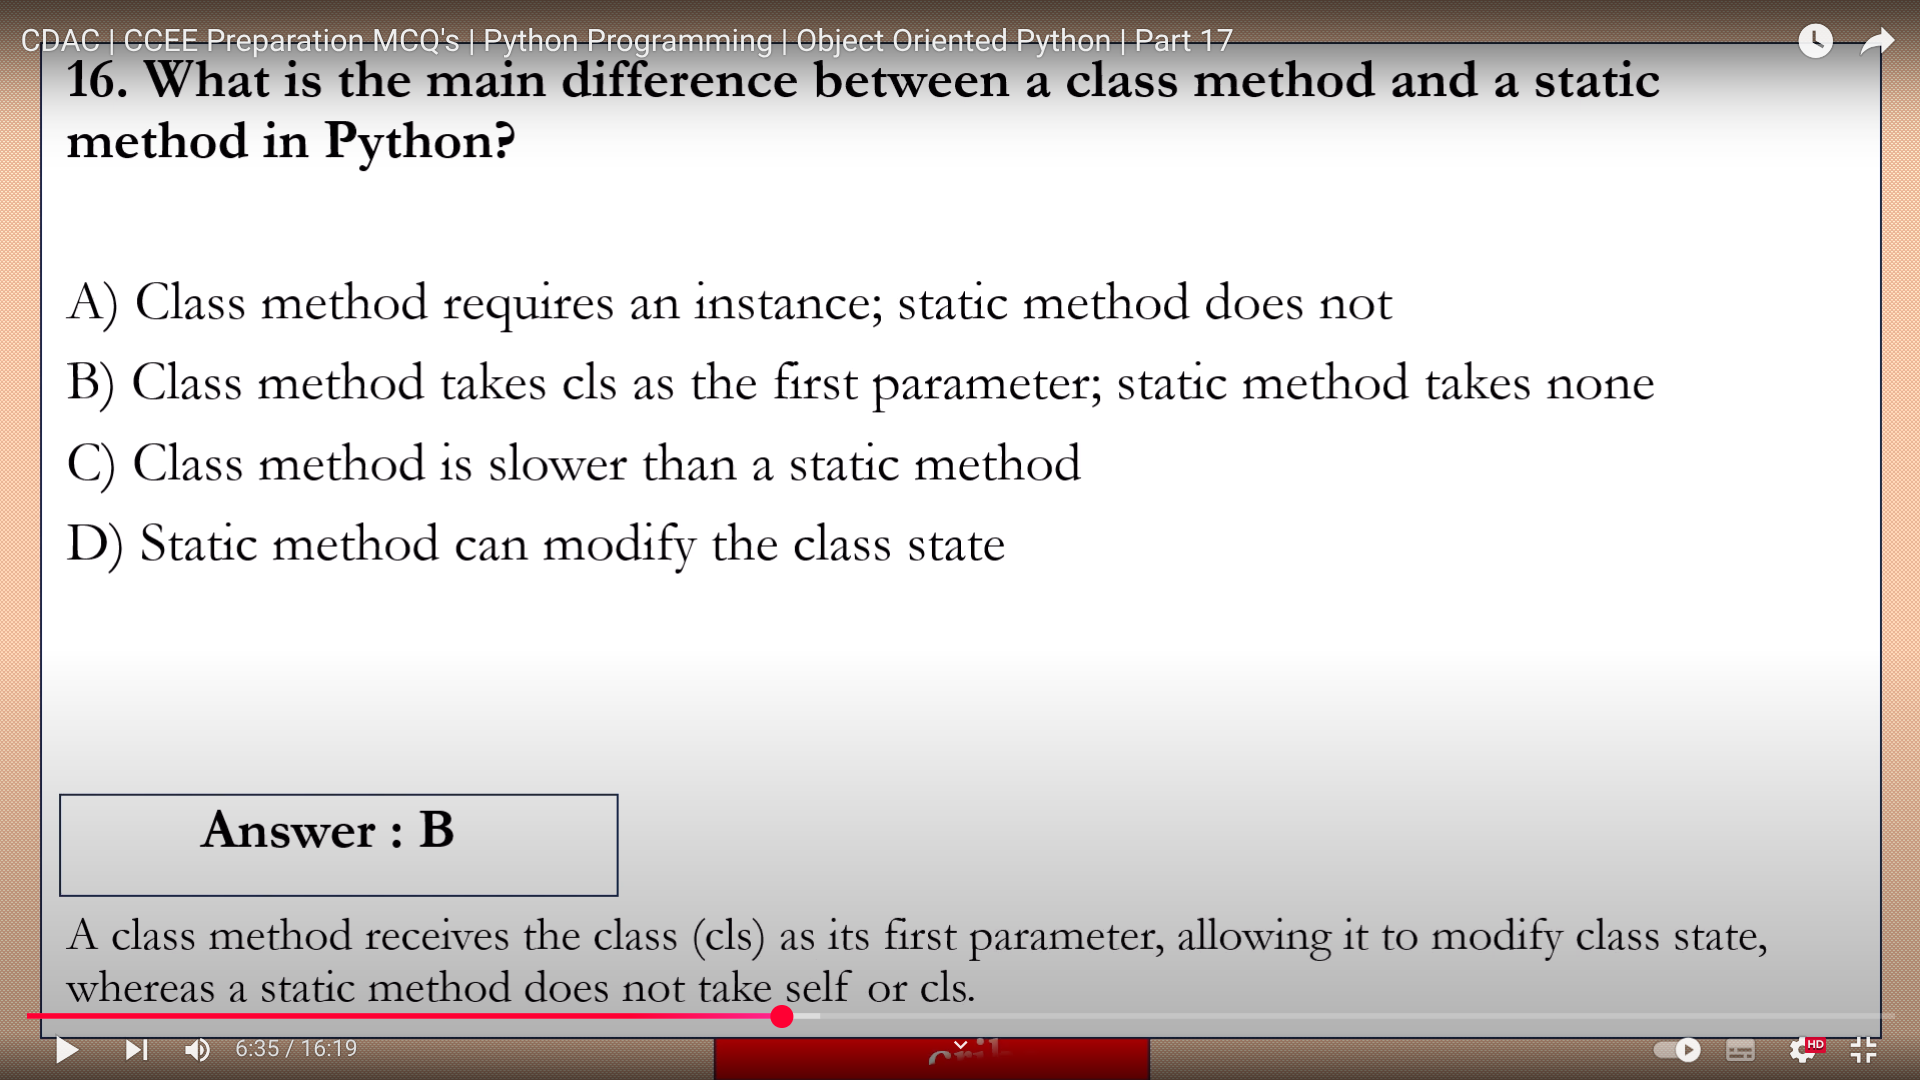 CDAC | CCEE Preparation MCQ's | Python Programming | Object Oriented Python | Part 17
16. What is the main difference between a class method and a static
method in Python?
A) Class method requires an instance; static method does not
B) Class method takes cls as the first parameter; static method takes none
C) Class method is slower than a static method
D) Static method can modify the class state
Answer : B
A class method receives the class (cls) as its first parameter, allowing it to modify class state,
whereas a static method does not take self or cls.
6:35 / 16:19
HD